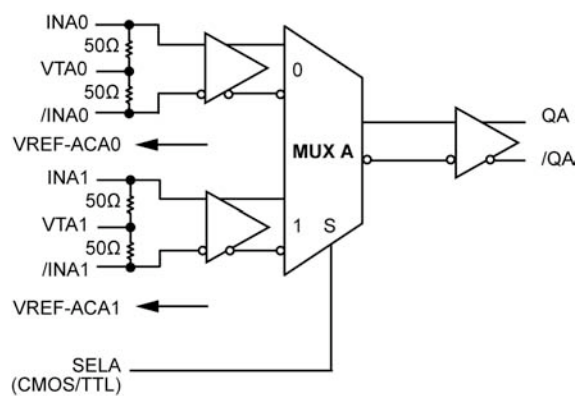 INA0
50Ω
VTA0
50Ω
/INA0
VREF-ACA0
INA1
50Ω
VTA1
50Ω
/INA1
VREF-ACA1
0
MUX A
1
S
QA
/QA
SELA
(CMOS/TTL)